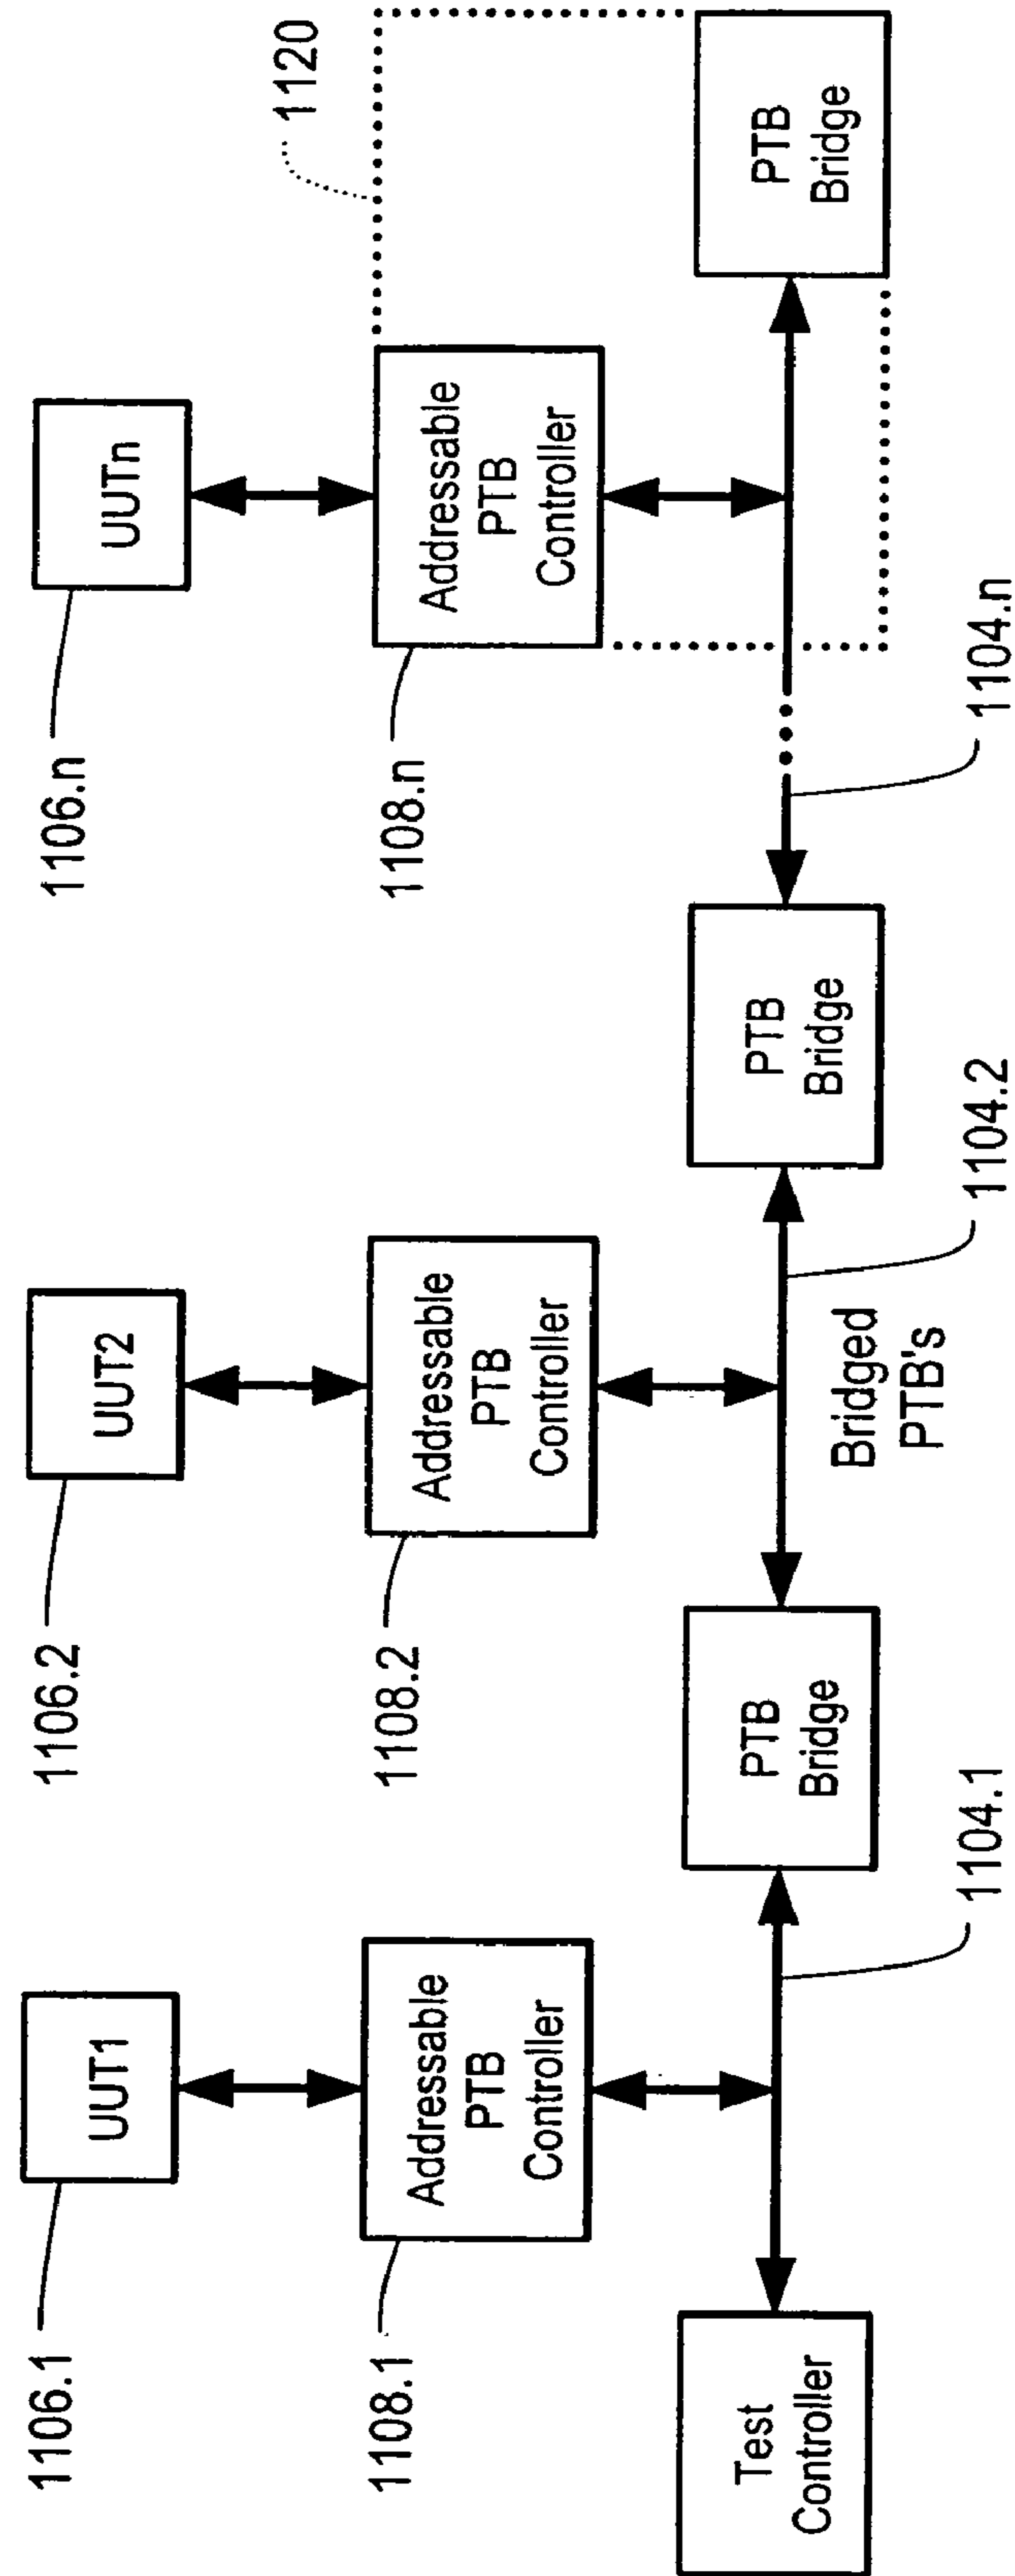 1106.1
UUT1
1106.2
UUT2
1106.n
UUTn
1120
1108.1
Addressable
PTB
Controller
1108.2
Addressable
PTB
Controller
1108.n
Addressable
PTB
Controller
Test
Controller
PTB
Bridge
PTB
Bridge
PTB
Bridge
1104.1
Bridged
PTB's
1104.2
1104.n